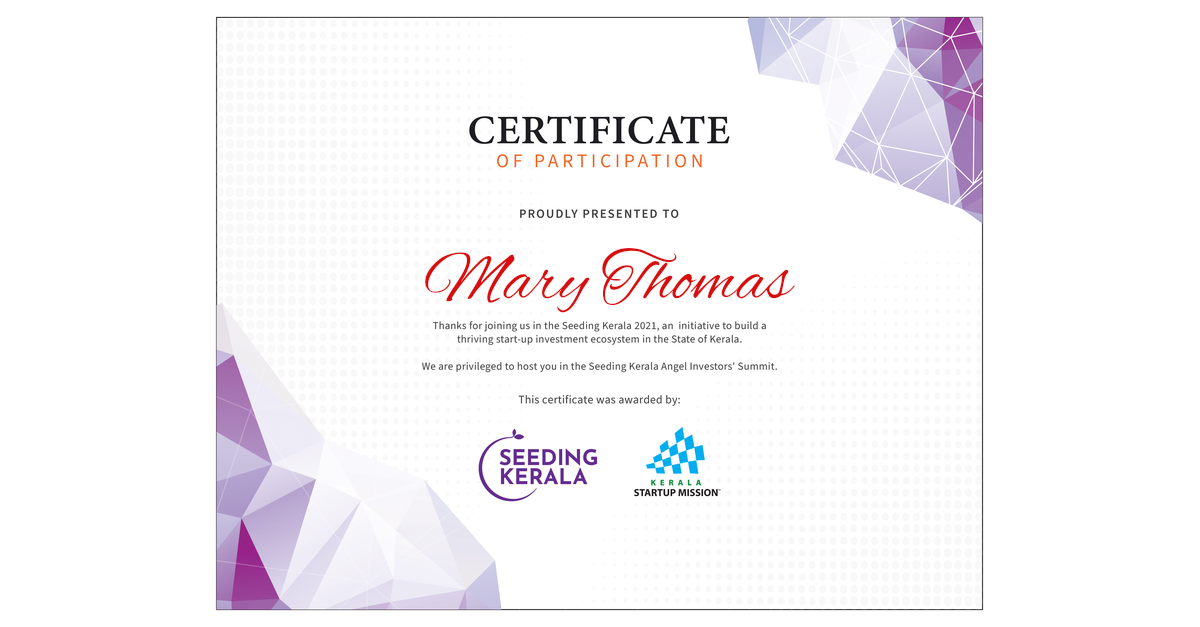 CERTIFICATE
OF PARTICIPATION
PROUDLY PRESENTED TO
Mary Thomas
Thanks for joining us in the Seeding Kerala 2021, an initiative to build a
thriving start-up investment ecosystem in the State of Kerala.
We are privileged to host you in the Seeding Kerala Angel Investors' Summit.
This certificate was awarded by:
SEEDING
KERALA
KERALA
STARTUP MISSION